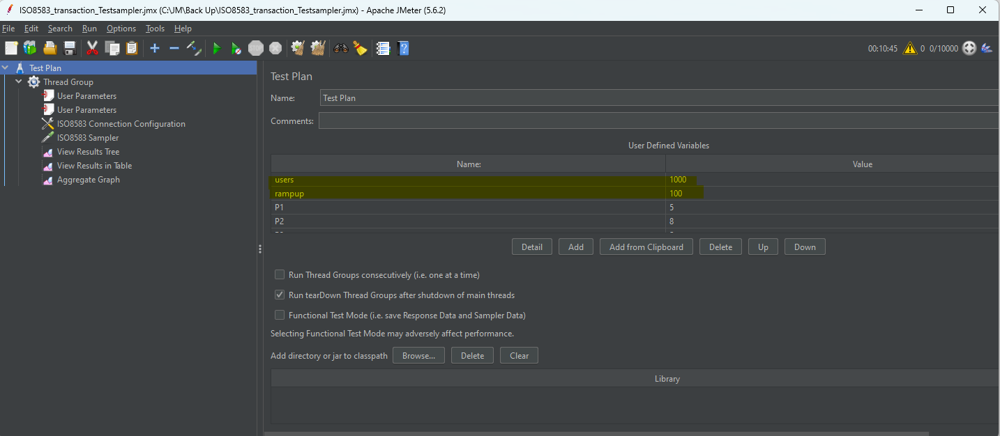 ISO8583_transaction_Testsampler.jmx (C:\JM\Back Up\ISO8583_transaction_Testsampler.jmx) - Apache JMeter (5.6.2)
File Edit Search Run Options Tools Help
00:10:45 0 0/10000
Test Plan
Thread Group
User Parameters
User Parameters
ISO8583 Connection Configuration
ISO8583 Sampler
View Results Tree
View Results in Table
Aggregate Graph
Test Plan
Name: Test Plan
Comments:
User Defined Variables
Name: Value
users 1000
rampup 100
P1 5
P2 8
Detail Add Add from Clipboard Delete Up Down
Run Thread Groups consecutively (i.e. one at a time)
Run tearDown Thread Groups after shutdown of main threads
Functional Test Mode (i.e. save Response Data and Sampler Data)
Selecting Functional Test Mode may adversely affect performance.
Add directory or jar to classpath Browse... Delete Clear
Library